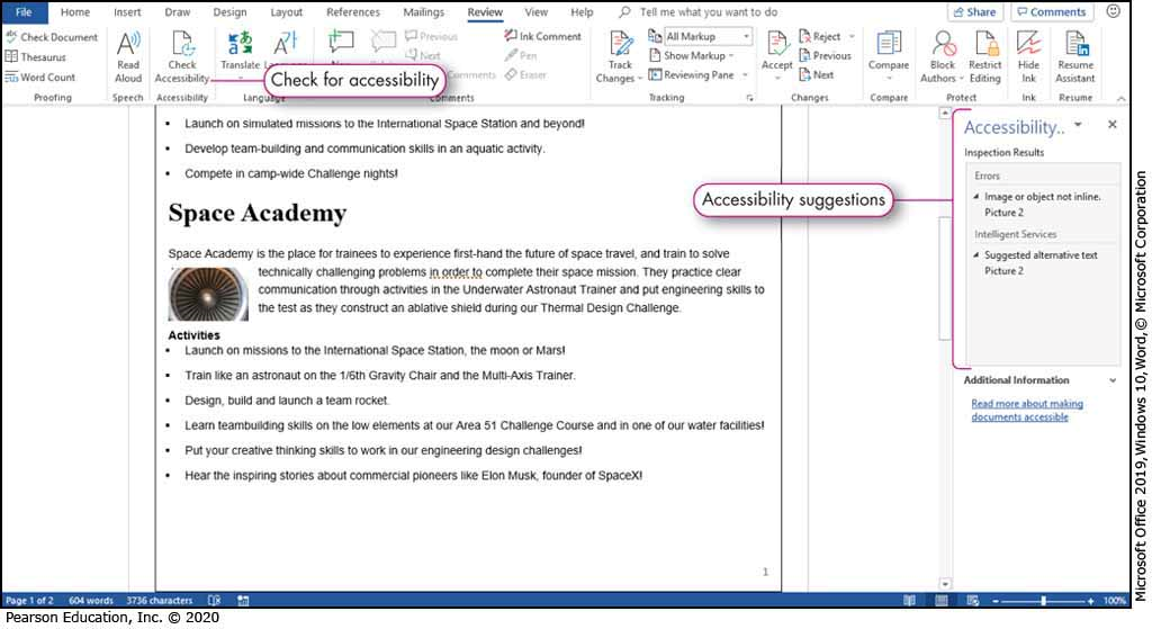 File Home Insert Draw Design Layout References Mailings Review View Help Tell me what you want to do Share Comments
Check Document
Thesaurus
Word Count
Proofing
Read
Aloud
Speech
Check
Accessibility
Accessibility
Translate
Language
Check for accessibility
Previous
Next
Comments
Comments
Ink Comment
Pen
Eraser
Track
Changes
All Markup
Show Markup
Reviewing Pane
Tracking
Accept
Reject
Previous
Next
Changes
Compare
Compare
Block
Authors
Restrict
Editing
Protect
Hide
Ink
Ink
Resume
Assistant
Resume
• Launch on simulated missions to the International Space Station and beyond!
• Develop team-building and communication skills in an aquatic activity.
• Compete in camp-wide Challenge nights!
Space Academy
Space Academy is the place for trainees to experience first-hand the future of space travel, and train to solve
technically challenging problems in order to complete their space mission. They practice clear
communication through activities in the Underwater Astronaut Trainer and put engineering skills to
the test as they construct an ablative shield during our Thermal Design Challenge.
Activities
• Launch on missions to the International Space Station, the moon or Mars!
• Train like an astronaut on the 1/6th Gravity Chair and the Multi-Axis Trainer.
• Design, build and launch a team rocket.
• Learn teambuilding skills on the low elements at our Area 51 Challenge Course and in one of our water facilities!
• Put your creative thinking skills to work in our engineering design challenges!
• Hear the inspiring stories about commercial pioneers like Elon Musk, founder of SpaceX!
1
Accessibility suggestions
Accessibility..
Inspection Results
Errors
Image or object not inline.
Picture 2
Intelligent Services
Suggested alternative text
Picture 2
Additional Information
Read more about making
documents accessible
Page 1 of 2 604 words 3736 characters 100%
Microsoft Office 2019, Windows 10, Word, © Microsoft Corporation
Pearson Education, Inc. © 2020